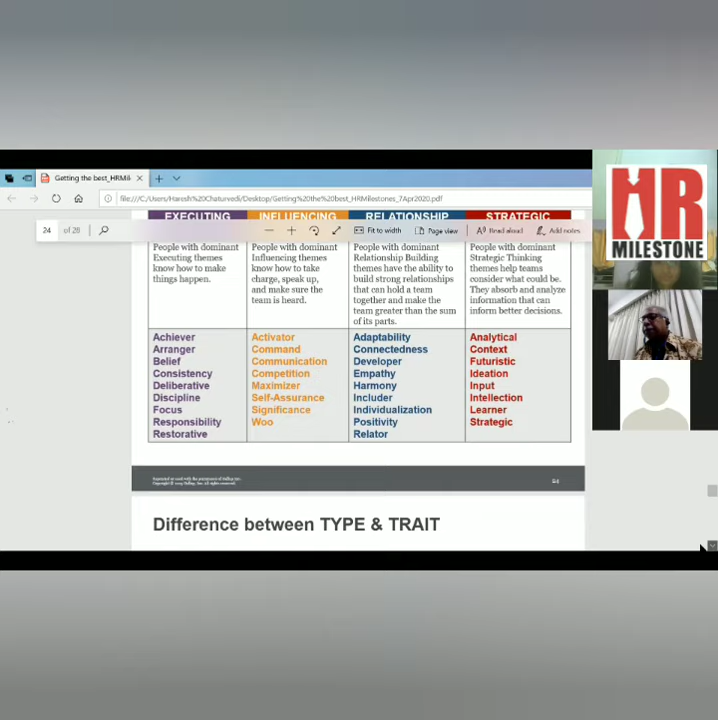 Getting the best_HRMil
file:///C:/Users/Haresh%20Chaturvedi/Desktop/Getting%20the%20best_HRMilestones_7Apr2020.pdf
EXECUTING INFLUENCING RELATIONSHIP STRATEGIC
24 of 28 Fit to width Page view Read aloud Add notes
People with dominant
Executing themes
know how to make
things happen.
People with dominant
Influencing themes
know how to take
charge, speak up,
and make sure the
team is heard.
People with dominant
Relationship Building
themes have the ability to
build strong relationships
that can hold a team
together and make the
team greater than the sum
of its parts.
People with dominant
Strategic Thinking
themes help teams
consider what could be.
They absorb and analyze
information that can
inform better decisions.
Achiever
Arranger
Belief
Consistency
Deliberative
Discipline
Focus
Responsibility
Restorative
Activator
Command
Communication
Competition
Maximizer
Self-Assurance
Significance
Woo
Adaptability
Connectedness
Developer
Empathy
Harmony
Includer
Individualization
Positivity
Relator
Analytical
Context
Futuristic
Ideation
Input
Intellection
Learner
Strategic
24
Difference between TYPE & TRAIT
HR
MILESTONE